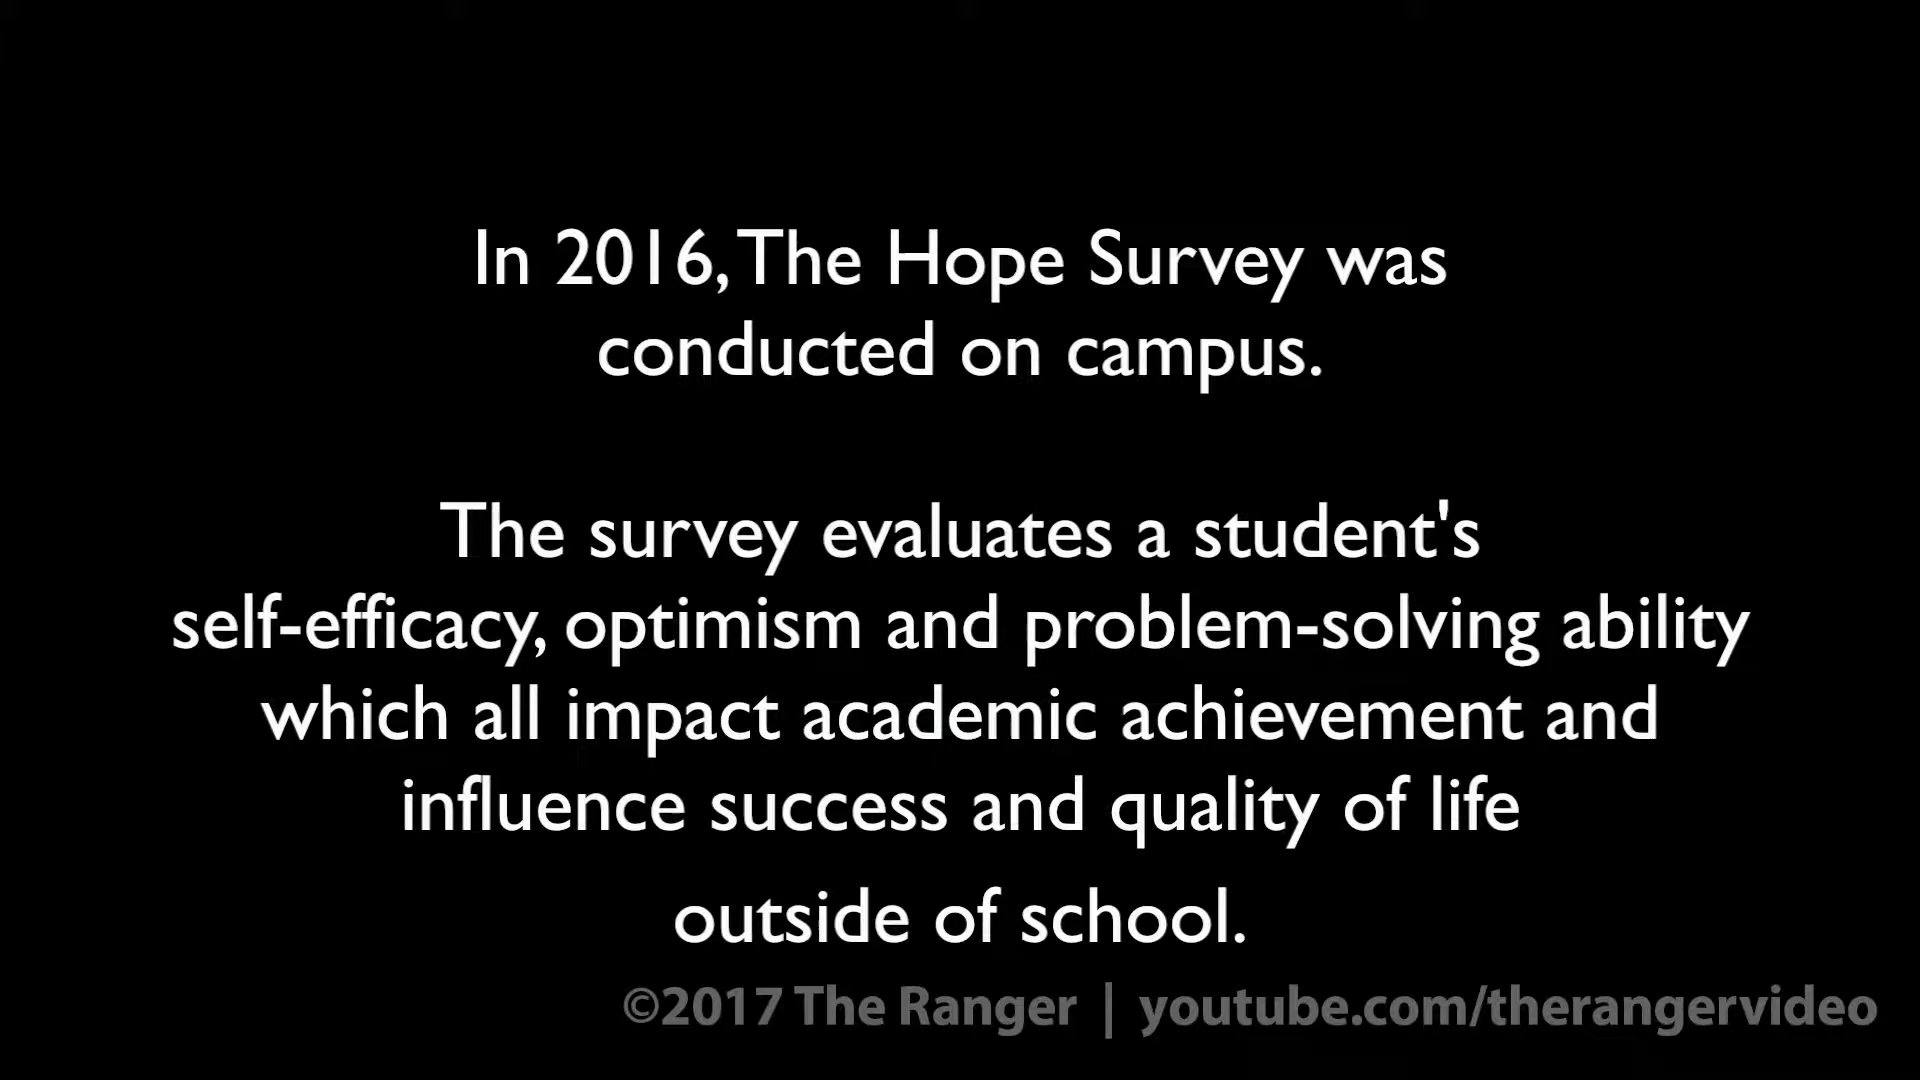 In 2016, The Hope Survey was
conducted on campus.
The survey evaluates a student's
self-efficacy, optimism and problem-solving ability
which all impact academic achievement and
influence success and quality of life
outside of school.
©2017 The Ranger | youtube.com/therangervideo